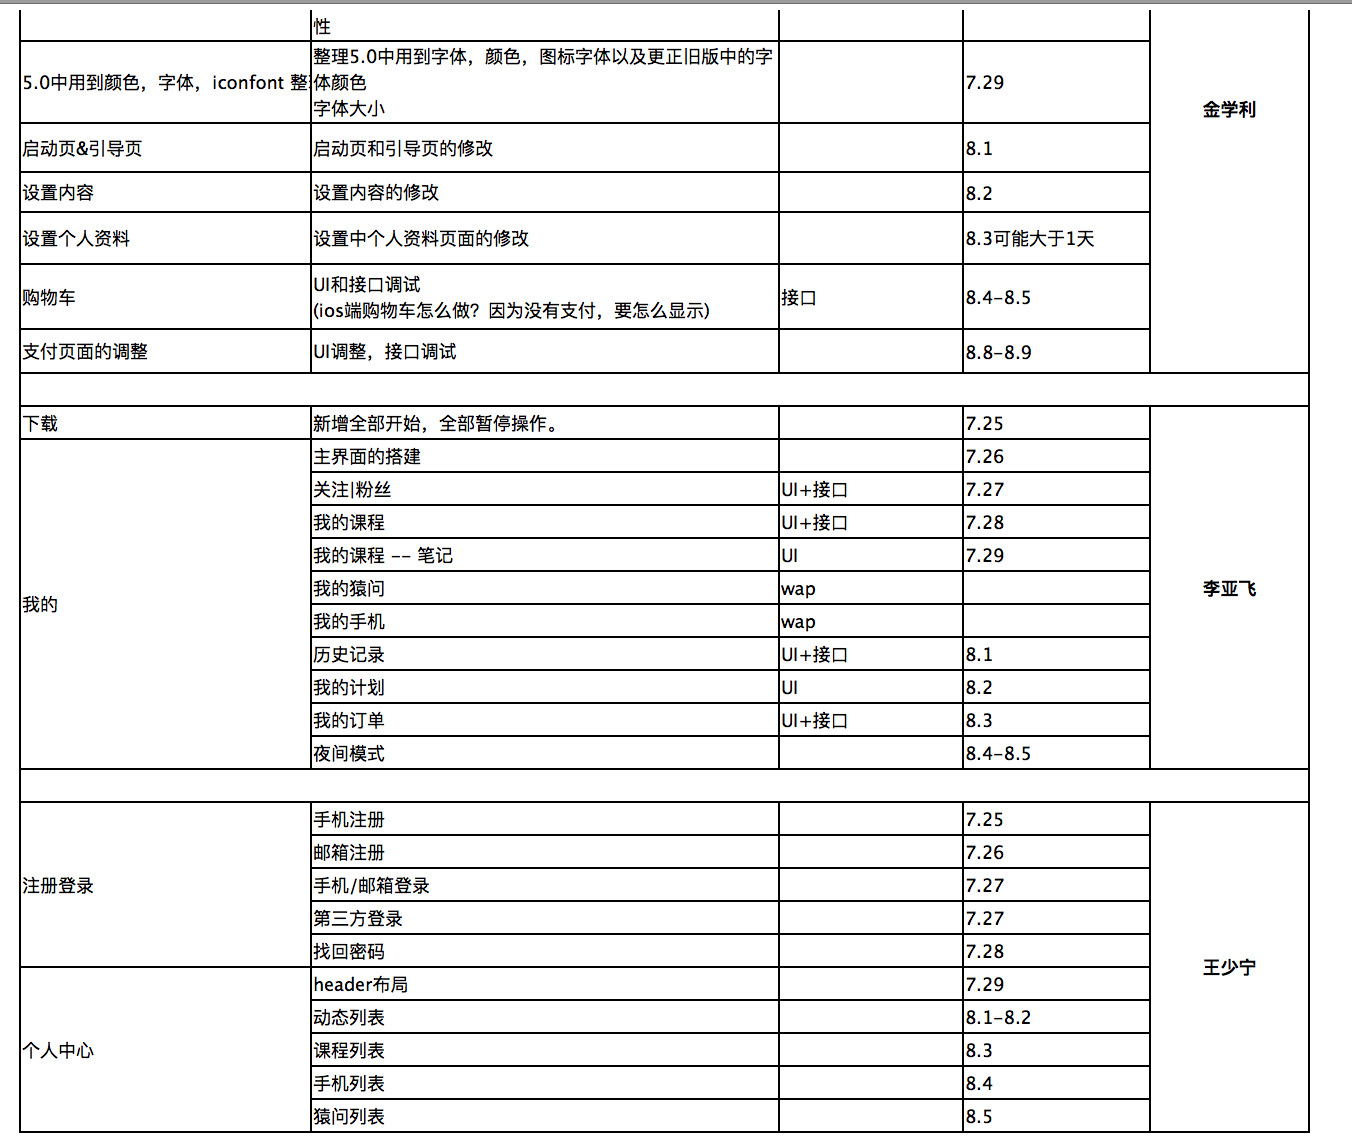 性
5.0中用到颜色，字体，iconfont 整
整理5.0中用到字体，颜色，图标字体以及更正旧版中的字
体颜色
字体大小
7.29
金学利
启动页&引导页
启动页和引导页的修改
8.1
设置内容
设置内容的修改
8.2
设置个人资料
设置中个人资料页面的修改
8.3可能大于1天
购物车
UI和接口调试
(ios端购物车怎么做？因为没有支付，要怎么显示)
接口
8.4-8.5
支付页面的调整
UI调整，接口调试
8.8-8.9
下载
新增全部开始，全部暂停操作。
7.25
李亚飞
我的
主界面的搭建
7.26
关注|粉丝
UI+接口
7.27
我的课程
UI+接口
7.28
我的课程 -- 笔记
UI
7.29
我的猿问
wap
我的手机
wap
历史记录
UI+接口
8.1
我的计划
UI
8.2
我的订单
UI+接口
8.3
夜间模式
8.4-8.5
注册登录
手机注册
7.25
王少宁
邮箱注册
7.26
手机/邮箱登录
7.27
第三方登录
7.27
找回密码
7.28
个人中心
header布局
7.29
动态列表
8.1-8.2
课程列表
8.3
手机列表
8.4
猿问列表
8.5